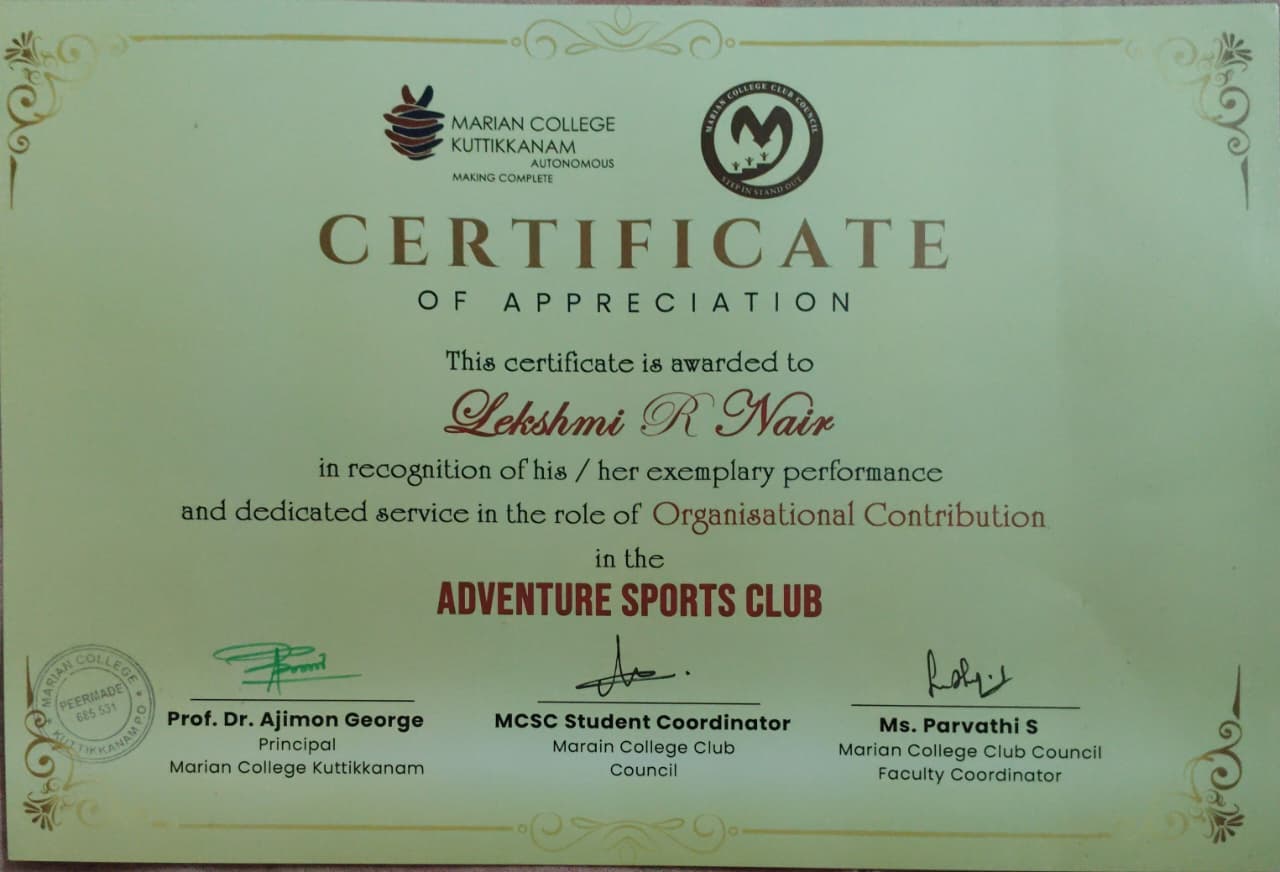 MARIAN COLLEGE
KUTTIKKANAM
AUTONOMOUS
MAKING COMPLETE
MARIAN COLLEGE CLUB COUNCIL
STEP IN STAND OUT
CERTIFICATE
OF APPRECIATION
This certificate is awarded to
Lekshmi R Nair
in recognition of his / her exemplary performance
and dedicated service in the role of Organisational Contribution
in the
ADVENTURE SPORTS CLUB
MARIAN COLLEGE
PEERMADE
685 531
KUTTIKKANAM P.O
Prof. Dr. Ajimon George
Principal
Marian College Kuttikkanam
MCSC Student Coordinator
Marain College Club
Council
Ms. Parvathi S
Marian College Club Council
Faculty Coordinator